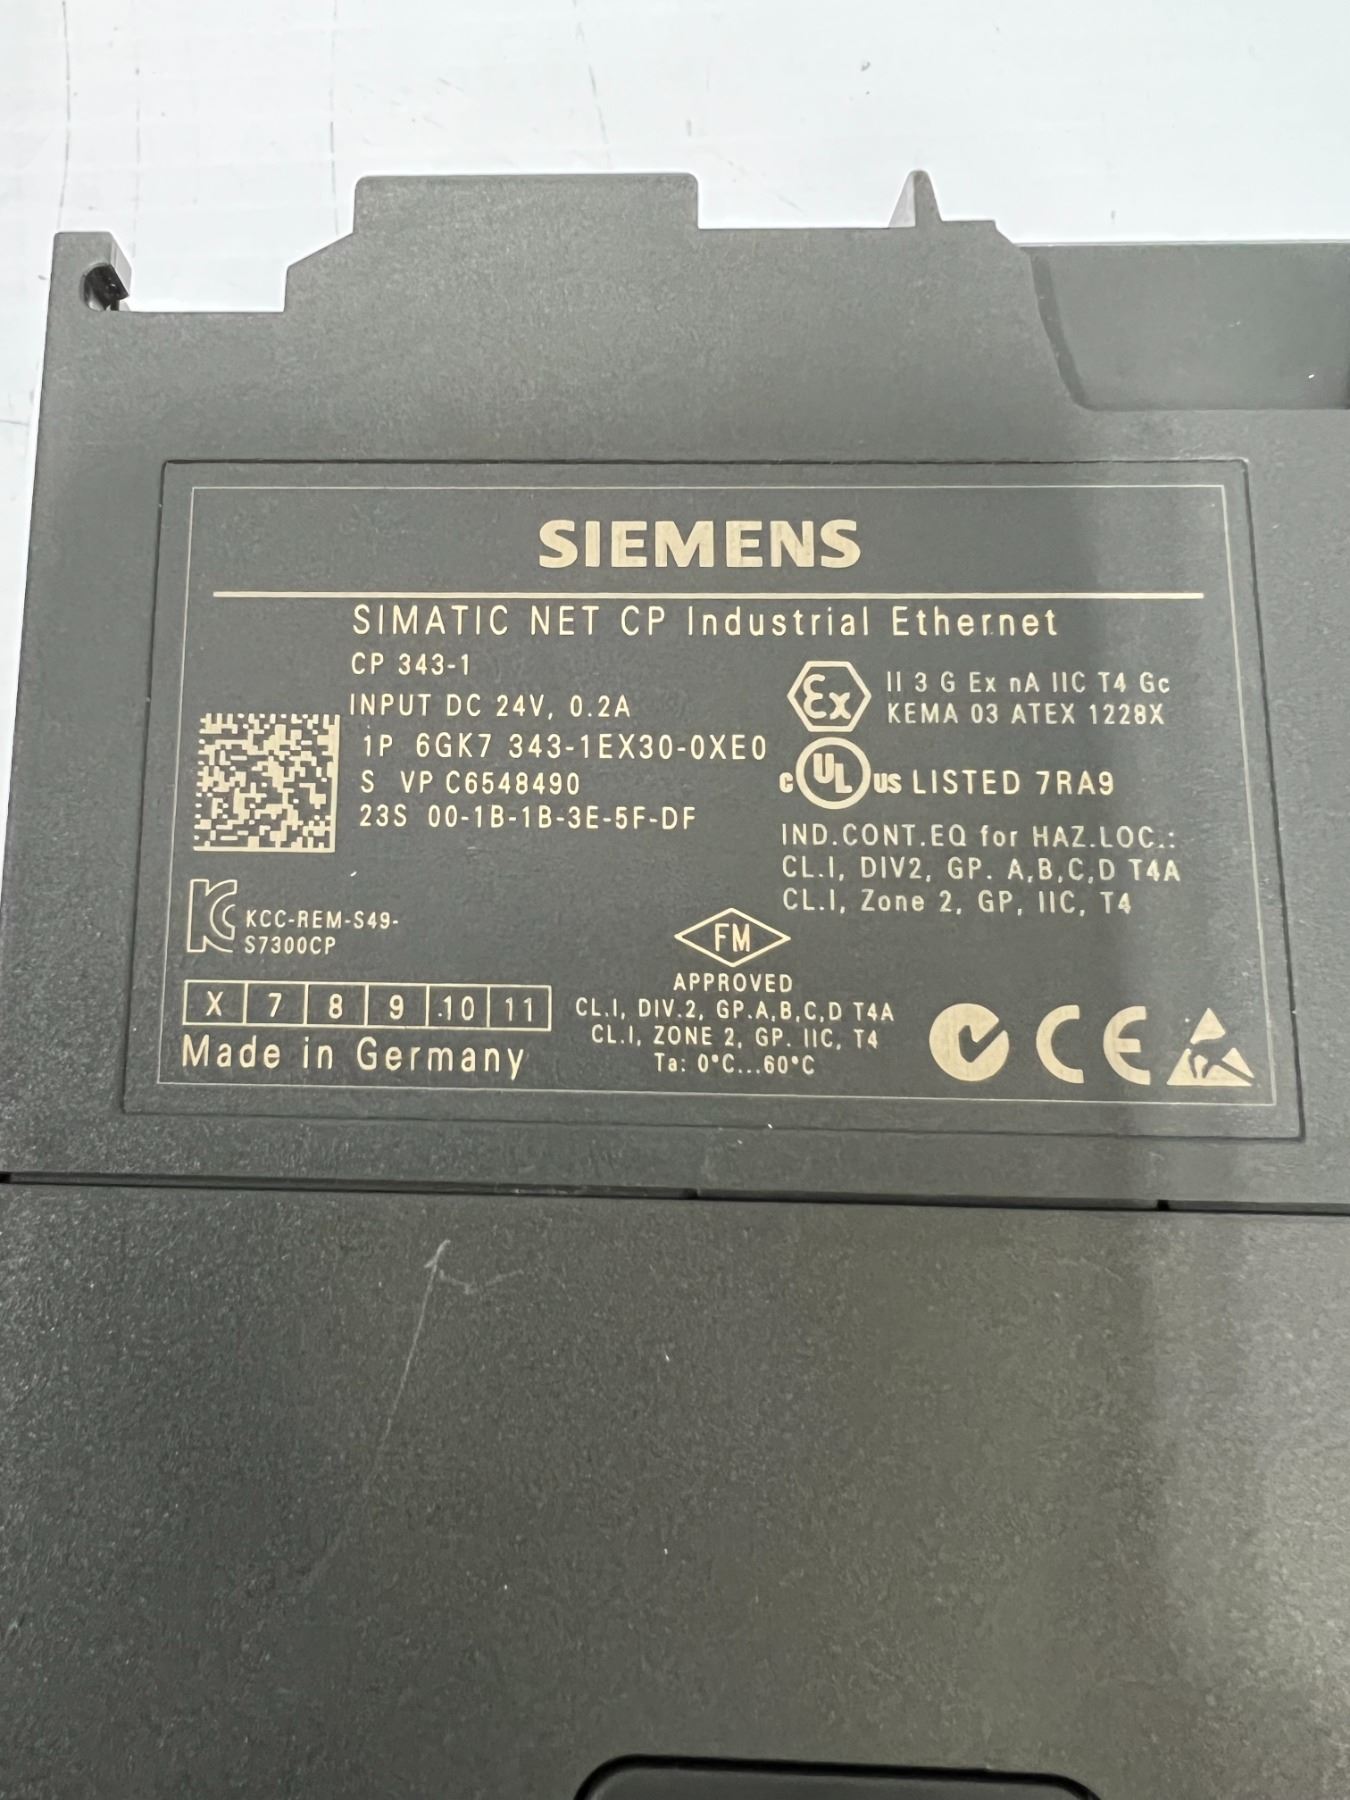 SIEMENS
SIMATIC NET CP Industrial Ethernet
CP 343-1
INPUT DC 24V, 0.2A
1P 6GK7 343-1EX30-0XE0
S VP C6548490
23S 00-1B-1B-3E-5F-DF
Ex II 3 G Ex nA IIC T4 Gc
KEMA 03 ATEX 1228X
c UL us LISTED 7RA9
IND.CONT.EQ for HAZ.LOC.:
CL.I, DIV2, GP. A,B,C,D T4A
CL.I, Zone 2, GP, IIC, T4
KCC-REM-S49-
S7300CP
FM
APPROVED
CL.I, DIV.2, GP.A,B,C,D T4A
CL.I, ZONE 2, GP. IIC, T4
Ta: 0°C...60°C
X 7 8 9 10 11
Made in Germany
CE